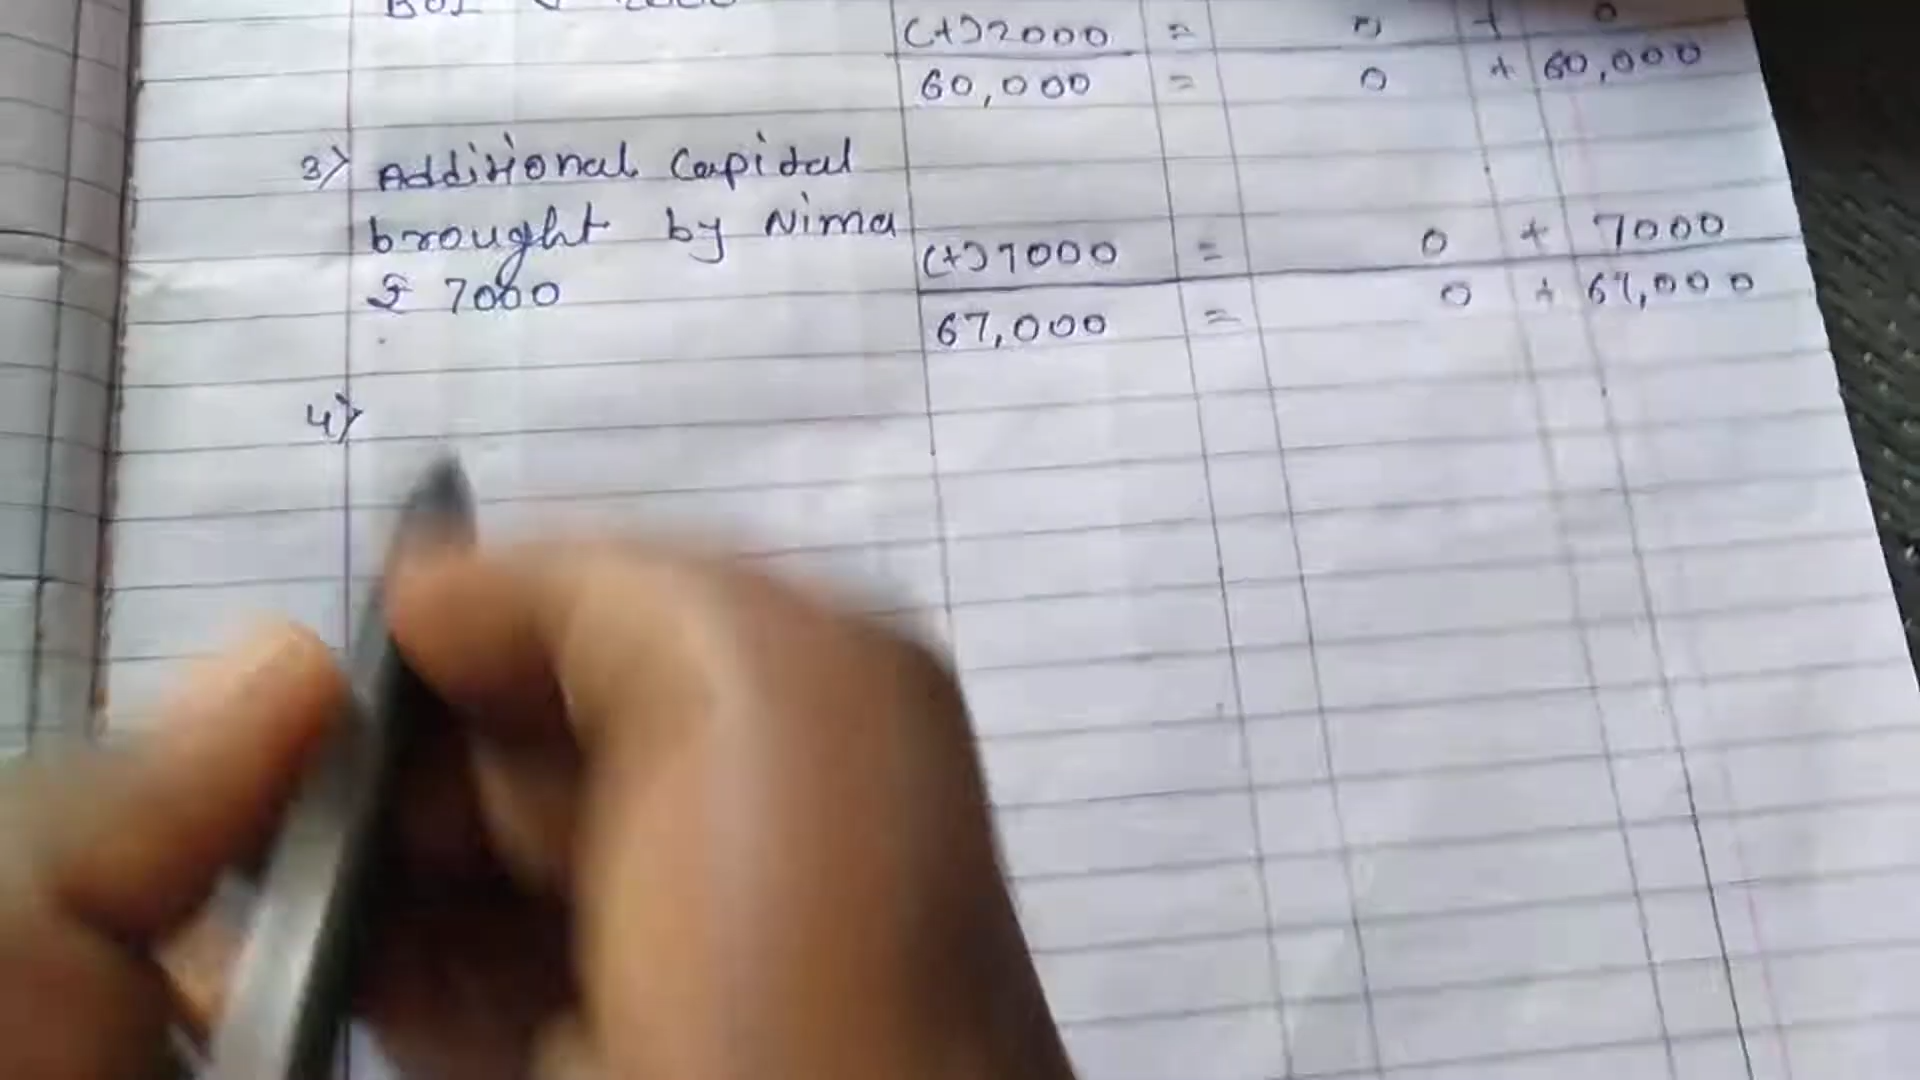 (+)2000 = 0 + 0
60,000 = 0 + 60,000
3) Additional Capital
brought by Nima
(+)7000 = 0 + 7000
₹ 7000
67,000 = 0 + 67,000
4)